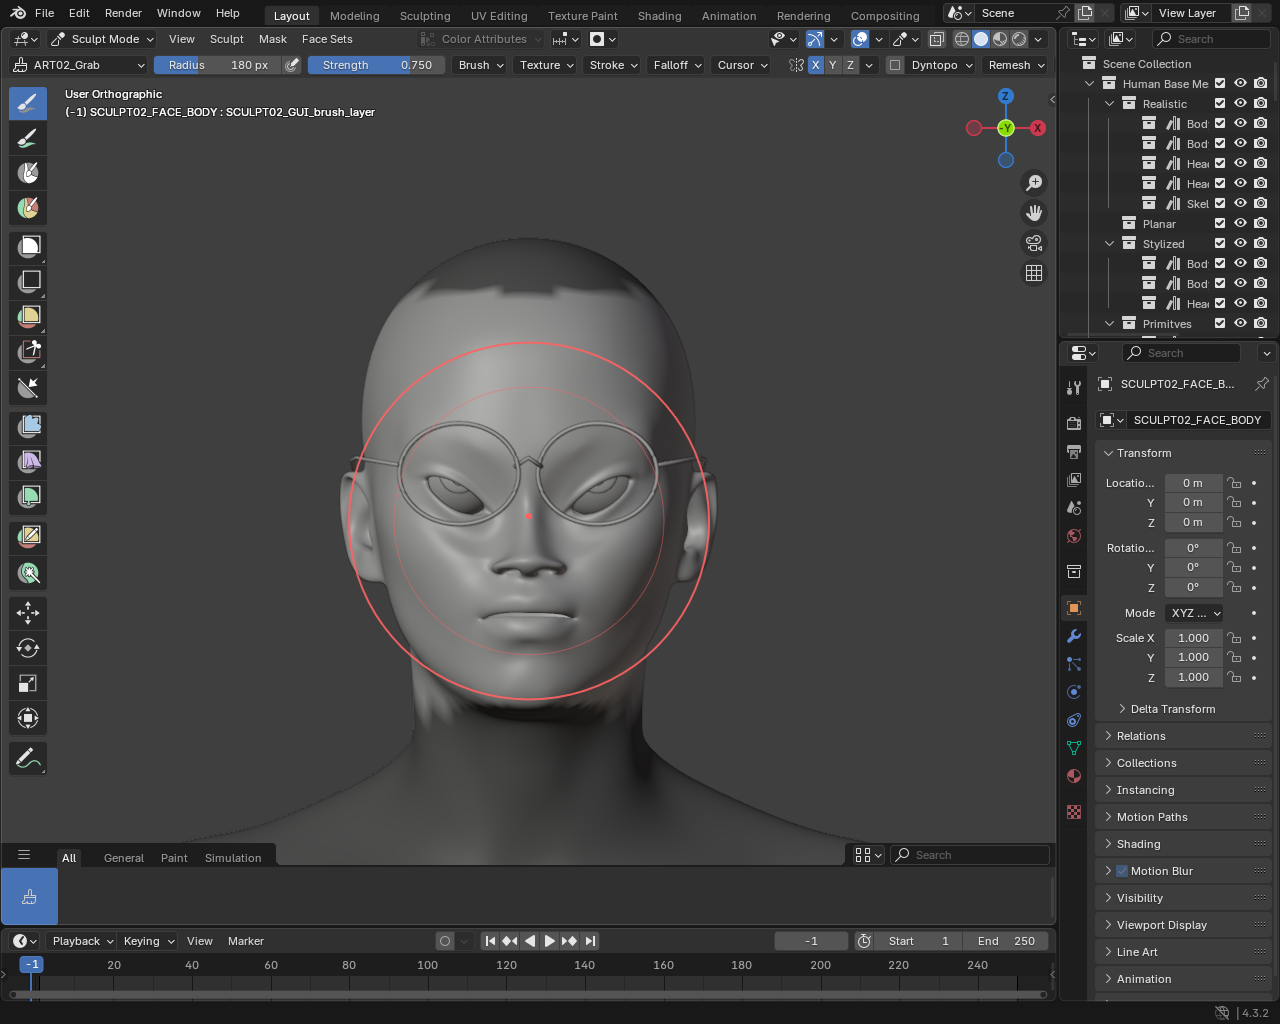 File Edit Render Window Help Layout Modeling Sculpting UV Editing Texture Paint Shading Animation Rendering Compositing Scene View Layer
Sculpt Mode View Sculpt Mask Face Sets Color Attributes Search
ART02_Grab Radius 180 px Strength 0.750 Brush Texture Stroke Falloff Cursor X Y Z Dyntopo Remesh
User Orthographic
(-1) SCULPT02_FACE_BODY : SCULPT02_GUI_brush_layer
Z
-Y X
Scene Collection
Human Base Me
Realistic
Bod
Bod
Hea
Hea
Skel
Planar
Stylized
Bod
Bod
Hea
Primitves
Search
SCULPT02_FACE_B...
SCULPT02_FACE_BODY
Transform
Locatio... 0 m
Y 0 m
Z 0 m
Rotatio... 0°
Y 0°
Z 0°
Mode XYZ ...
Scale X 1.000
Y 1.000
Z 1.000
Delta Transform
Relations
Collections
Instancing
Motion Paths
Shading
Motion Blur
Visibility
Viewport Display
Line Art
Animation
All General Paint Simulation Search
Playback Keying View Marker -1 Start 1 End 250
-1 20 40 60 80 100 120 140 160 180 200 220 240
4.3.2